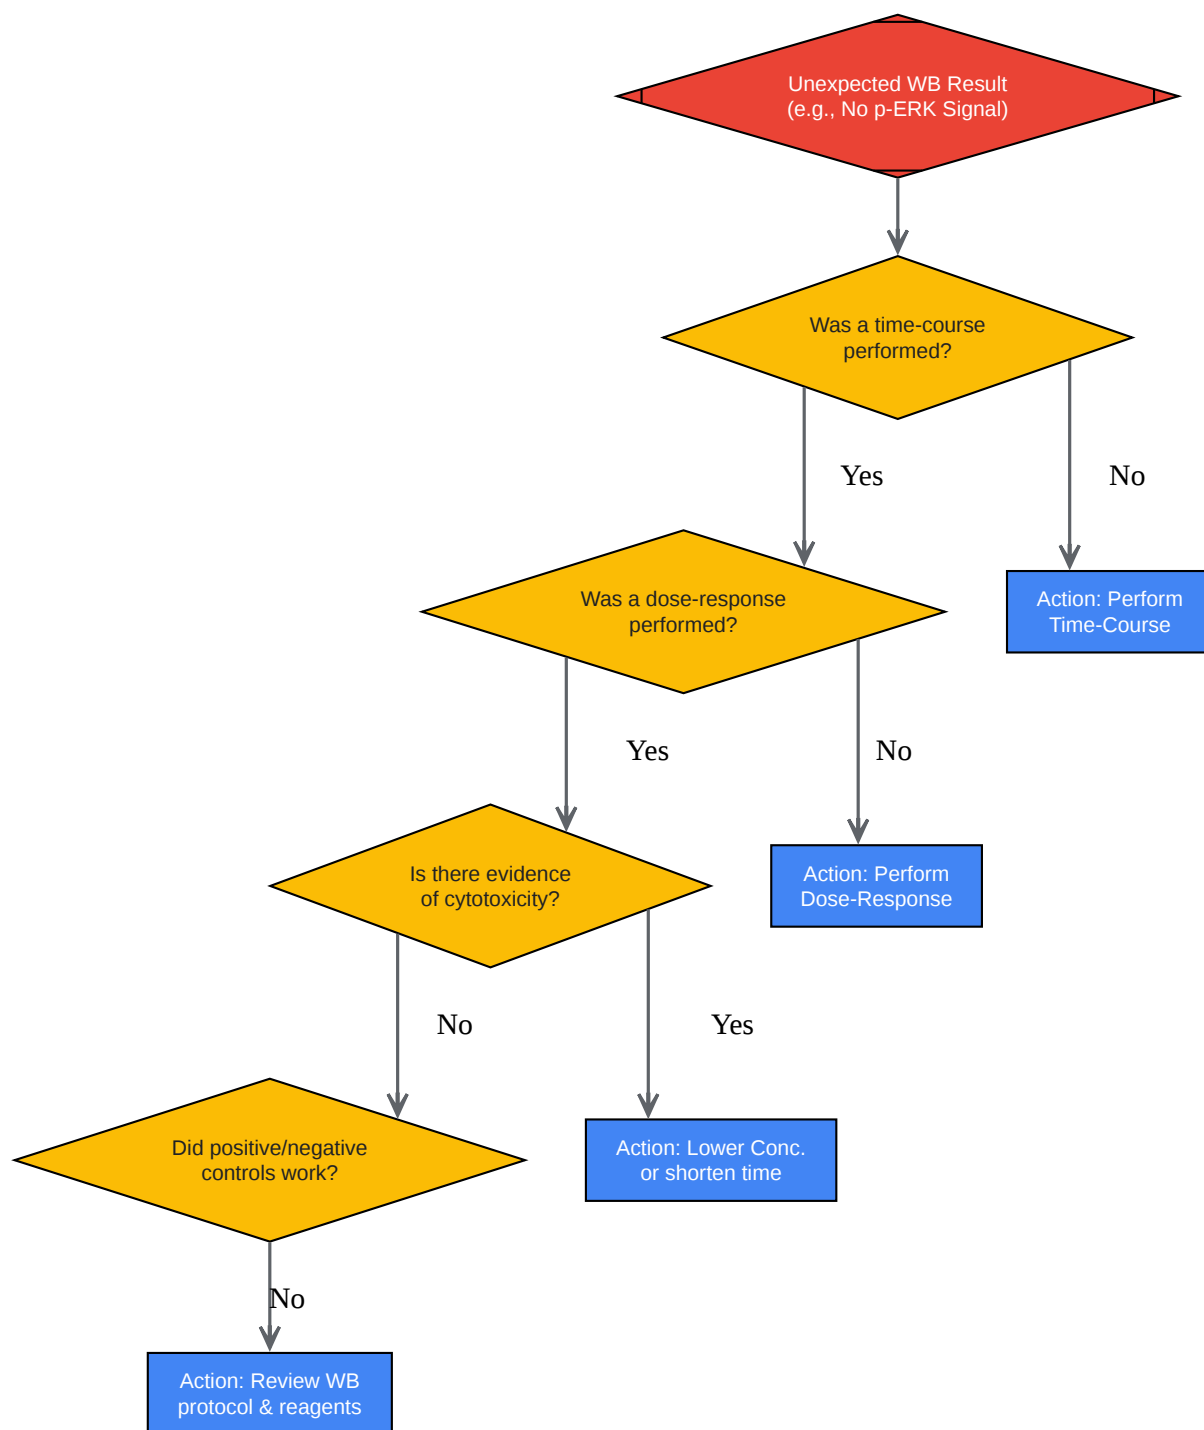 Unexpected WB Result
(e.g., No p-ERK Signal)
Was a time-course
performed?
Yes
No
Was a dose-response
performed?
Action: Perform
Time-Course
Yes
No
Is there evidence
of cytotoxicity?
Action: Perform
Dose-Response
No
Yes
Did positive/negative
controls work?
Action: Lower Conc.
or shorten time
No
Action: Review WB
protocol & reagents